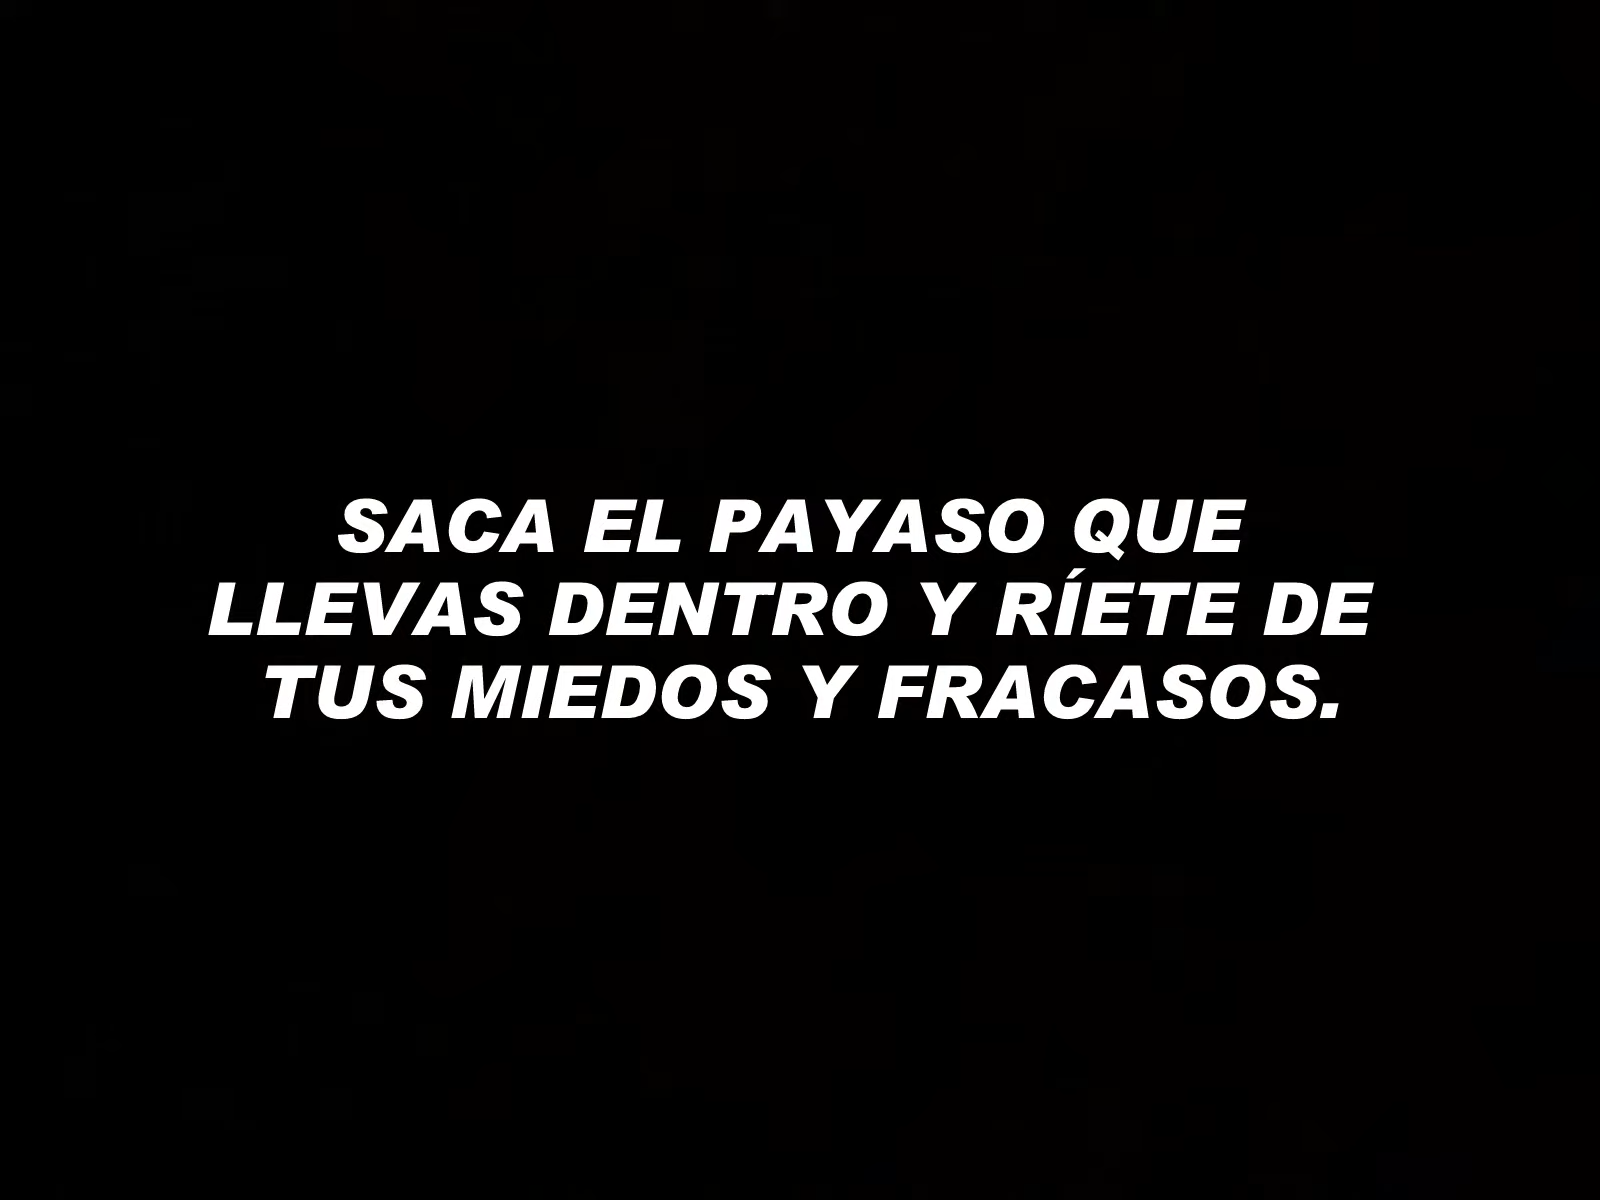 SACA EL PAYASO QUE
LLEVAS DENTRO Y RÍETE DE
TUS MIEDOS Y FRACASOS.